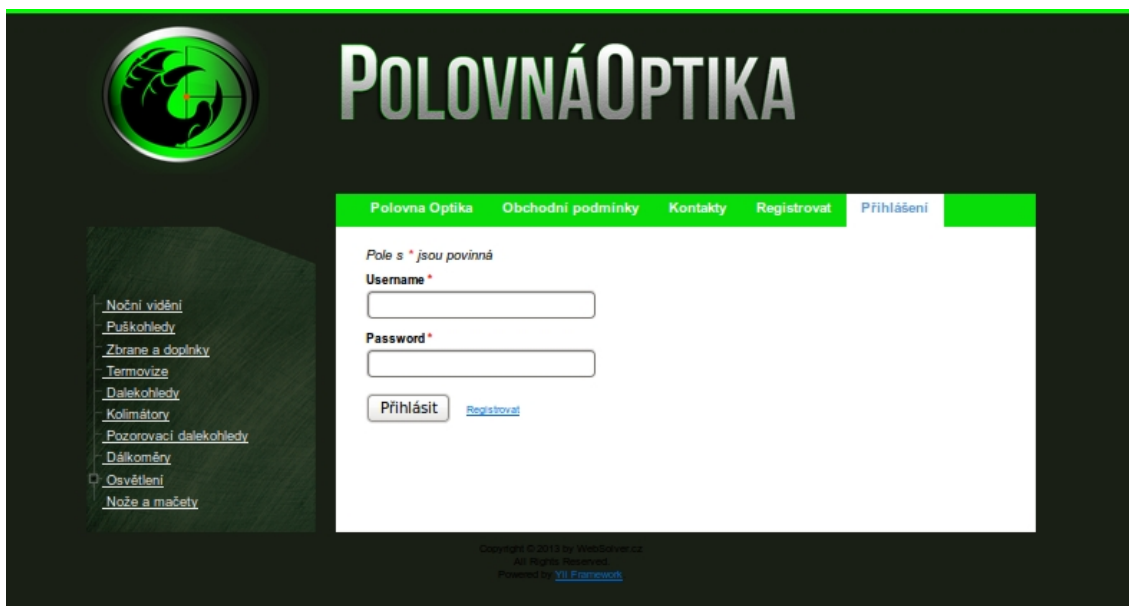 PolovnáOptika
Polovna Optika Obchodní podmínky Kontakty Registrovat Přihlášení
Noční vidění
Puškohledy
Zbrane a doplnky
Termovize
Dalekohledy
Kolimátory
Pozorovací dalekohledy
Dálkoměry
Osvětlení
Nože a mačety
Pole s * jsou povinná
Username *
Password *
Přihlásit Registrovat
Copyright © 2013 by WebSolver.cz
All Rights Reserved.
Powered by Yii Framework